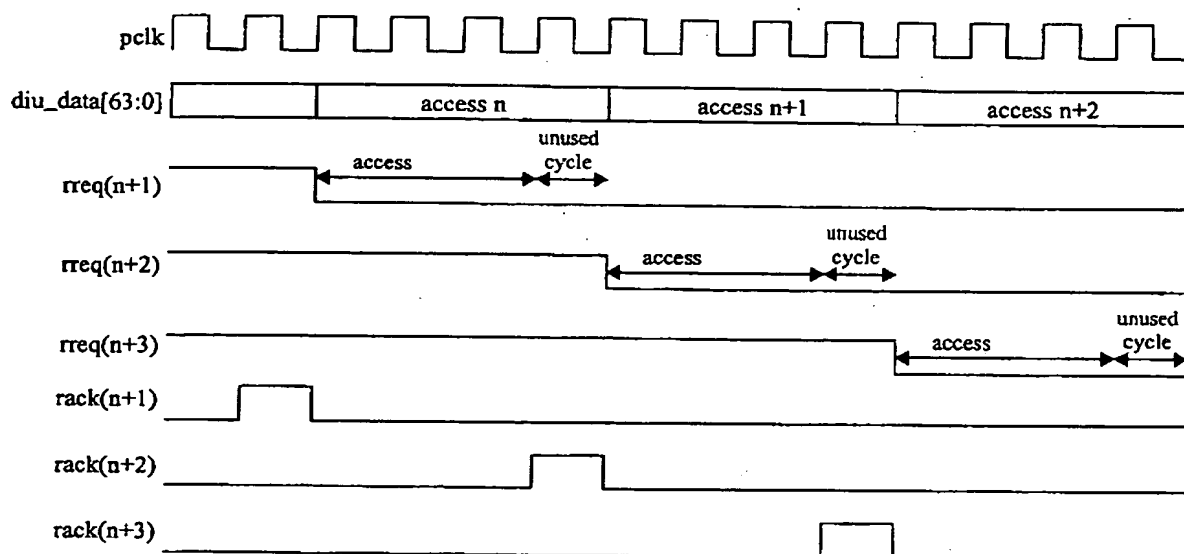 pclk
diu_data[63:0]
access n
access n+1
access n+2
rreq(n+1)
access
unused
cycle
rreq(n+2)
access
unused
cycle
rreq(n+3)
access
unused
cycle
rack(n+1)
rack(n+2)
rack(n+3)